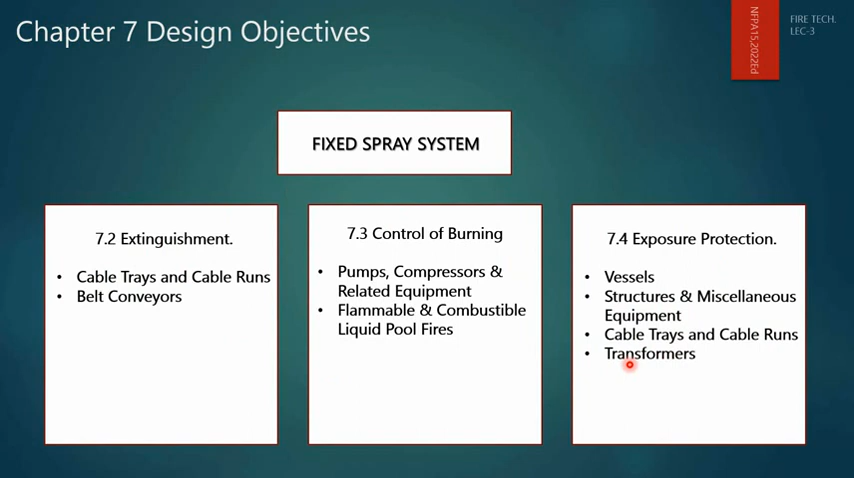 Chapter 7 Design Objectives
NFPA15,2022Ed
FIRE TECH.
LEC-3
FIXED SPRAY SYSTEM
7.2 Extinguishment.
• Cable Trays and Cable Runs
• Belt Conveyors
7.3 Control of Burning
• Pumps, Compressors &
Related Equipment
• Flammable & Combustible
Liquid Pool Fires
7.4 Exposure Protection.
• Vessels
• Structures & Miscellaneous
Equipment
• Cable Trays and Cable Runs
• Transformers